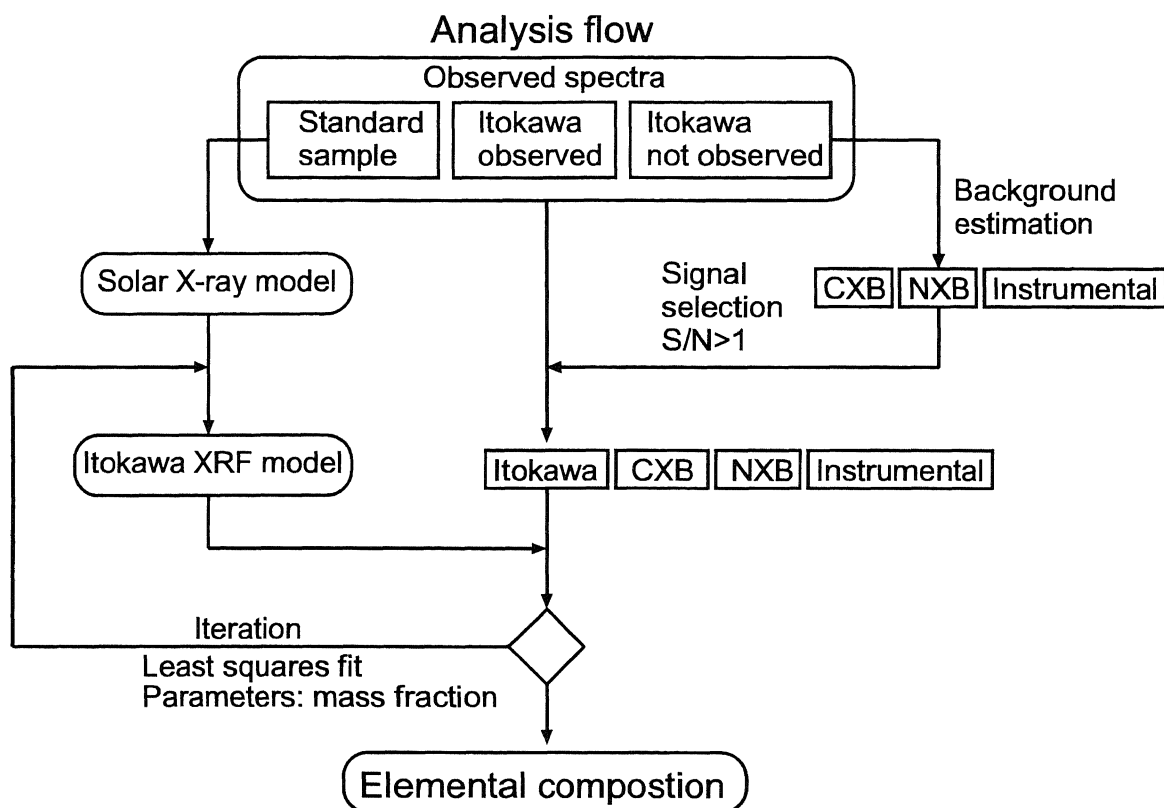 Analysis flow
Observed spectra
Standard
sample
Itokawa
observed
Itokawa
not observed
Background
estimation
Solar X-ray model
Signal
selection
S/N>1
CXB
NXB
Instrumental
Itokawa XRF model
Itokawa
CXB
NXB
Instrumental
Iteration
Least squares fit
Parameters: mass fraction
Elemental compostion